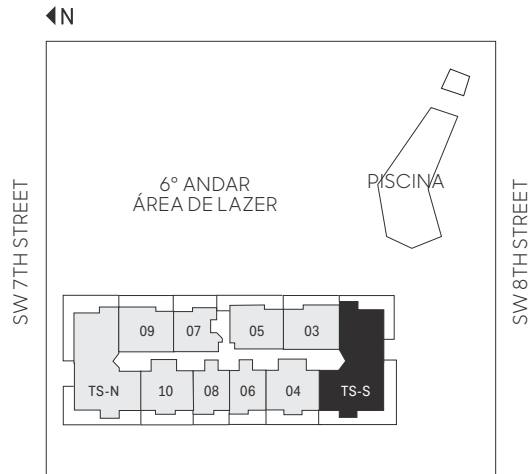 N
SW 7TH STREET
6º ANDAR
ÁREA DE LAZER
PISCINA
SW 8TH STREET
09 07 05 03
TS-N 10 08 06 04 TS-S